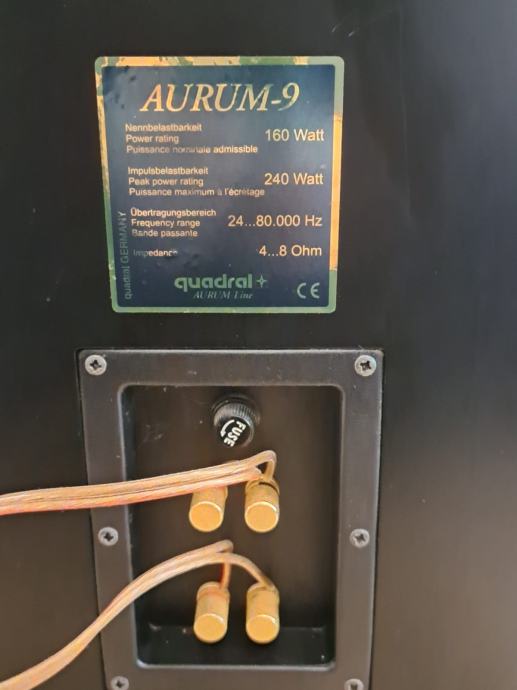 AURUM-9
Nennbelastbarkeit
Power rating 160 Watt
Puissance nominale admissible
Impulsbelastbarkeit
Peak power rating 240 Watt
Puissance maximum à l'écrêtage
Übertragungsbereich
Frequency range 24...80.000 Hz
Bande passante
Impedance 4...8 Ohm
quadral GERMANY
quadral
AURUM Line
CE
FUSE